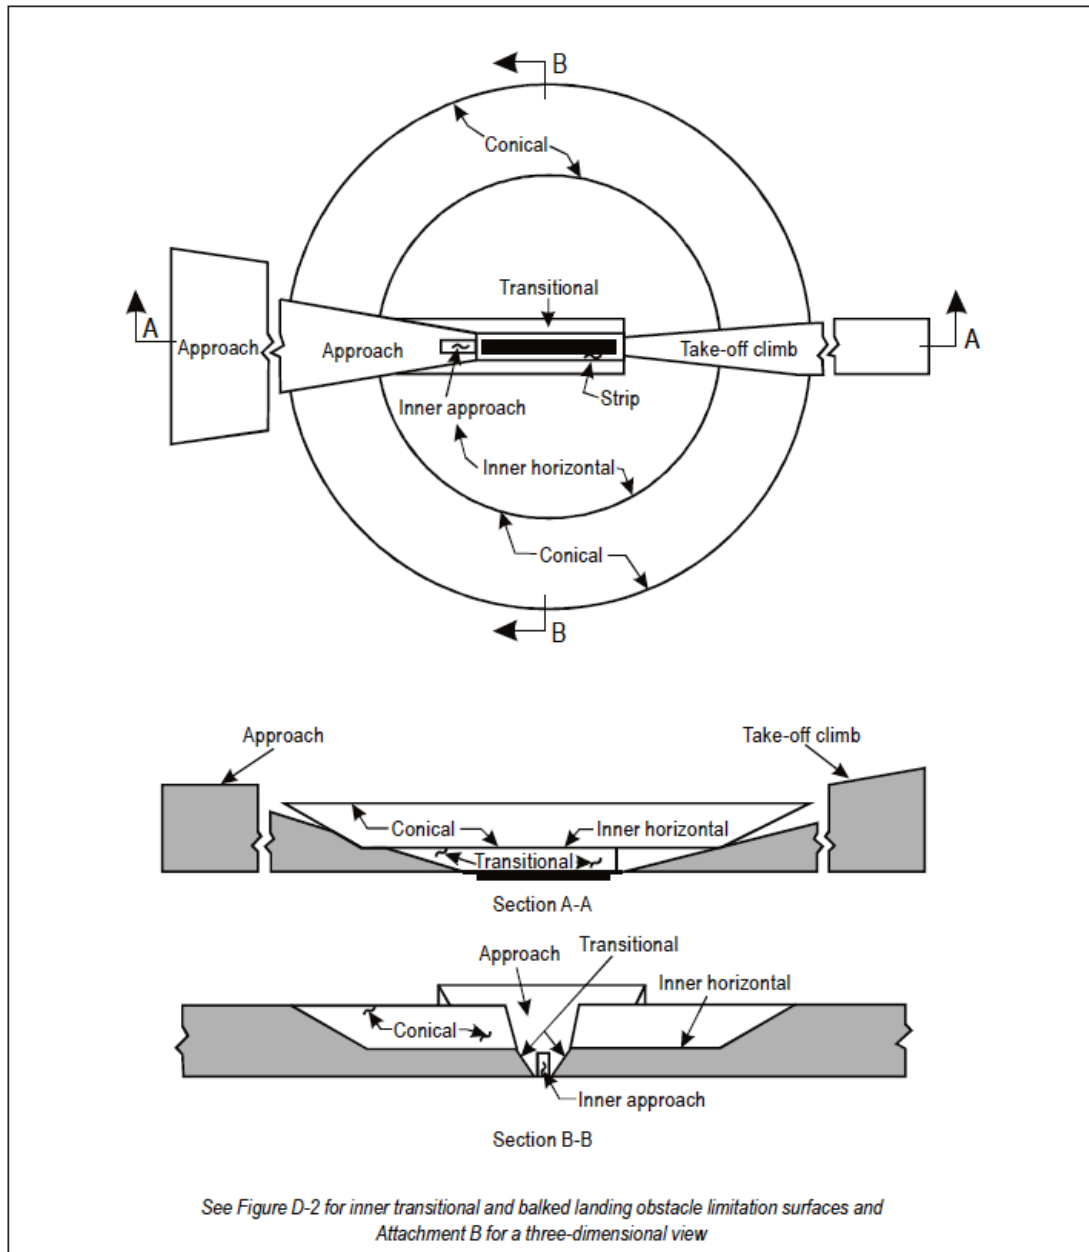 B
Conical
Transitional
A
Approach
Approach
Take-off climb
A
Inner approach
Strip
Inner horizontal
Conical
B
Approach
Take-off climb
Conical
Inner horizontal
Transitional
Section A-A
Transitional
Approach
Inner horizontal
Conical
Inner approach
Section B-B
See Figure D-2 for inner transitional and balked landing obstacle limitation surfaces and
Attachment B for a three-dimensional view